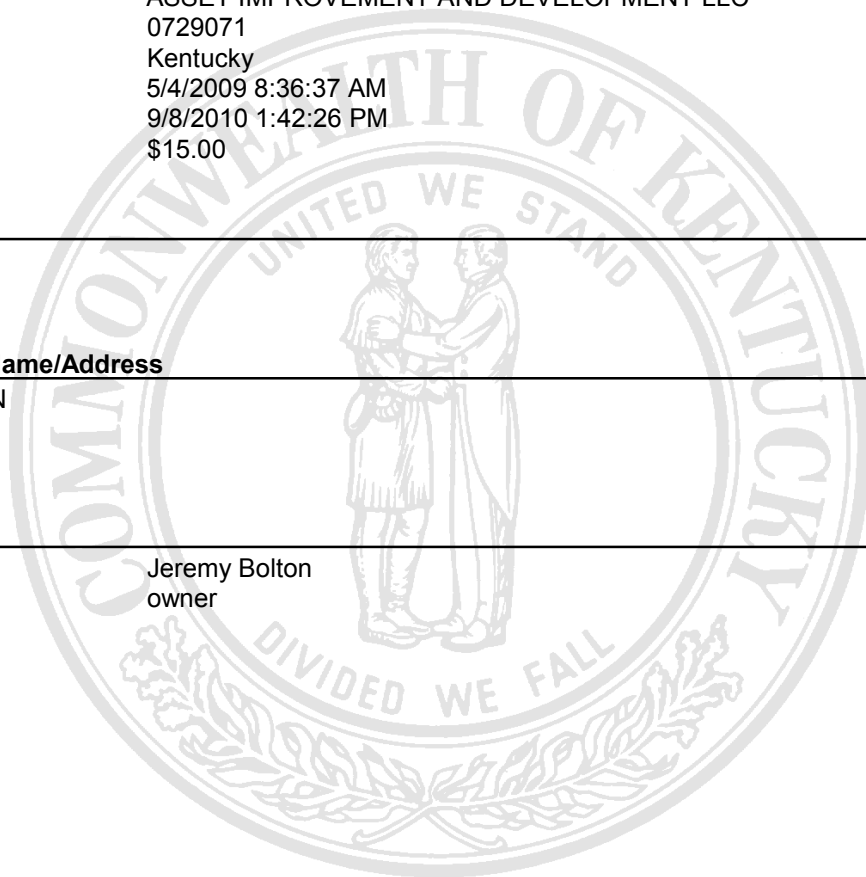 ASSET IMPROVEMENT AND DEVELOPMENT LLC
0729071
Kentucky
5/4/2009 8:36:37 AM
9/8/2010 1:42:26 PM
$15.00
COMMONWEALTH OF KENTUCKY
UNITED WE STAND
ame/Address
N
Jeremy Bolton
owner
DIVIDED WE FALL